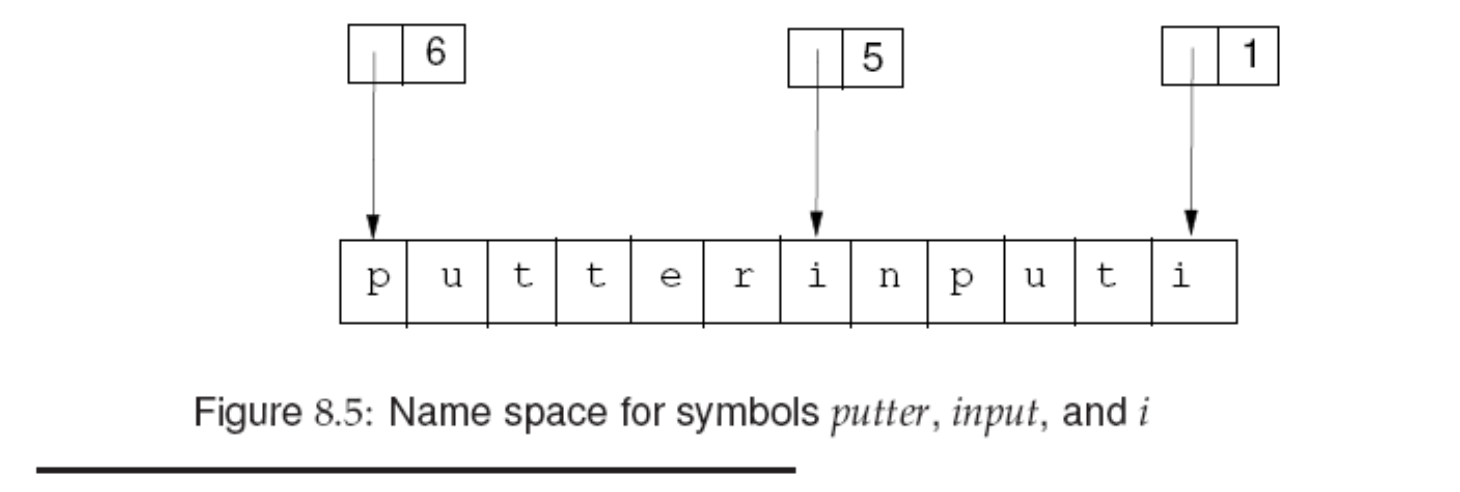 6 5 1
p u t t e r i n p u t i
Figure 8.5: Name space for symbols putter, input, and i